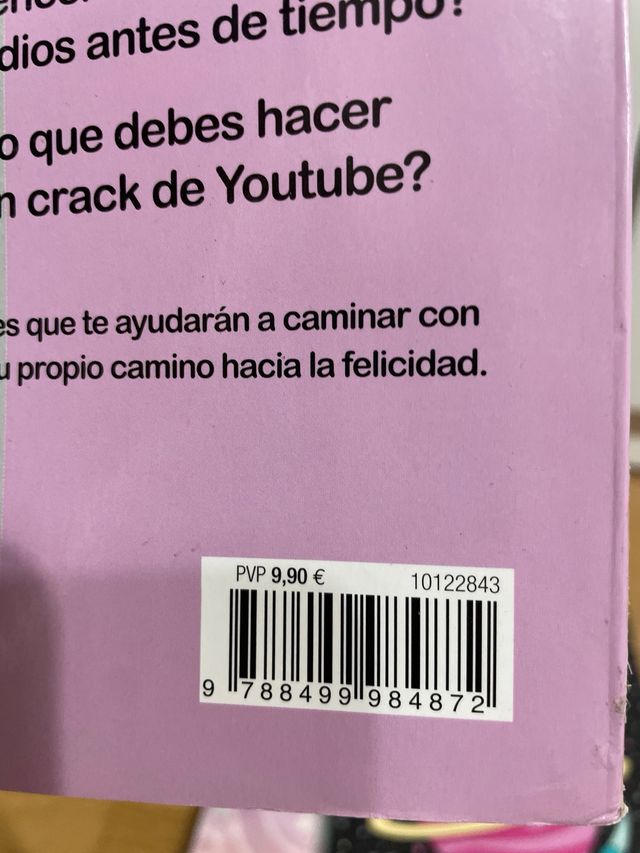 dios antes de tiempo?
o que debes hacer
n crack de Youtube?
es que te ayudarán a caminar con
u propio camino hacia la felicidad.
PVP 9,90 € 10122843
9 788499 984872